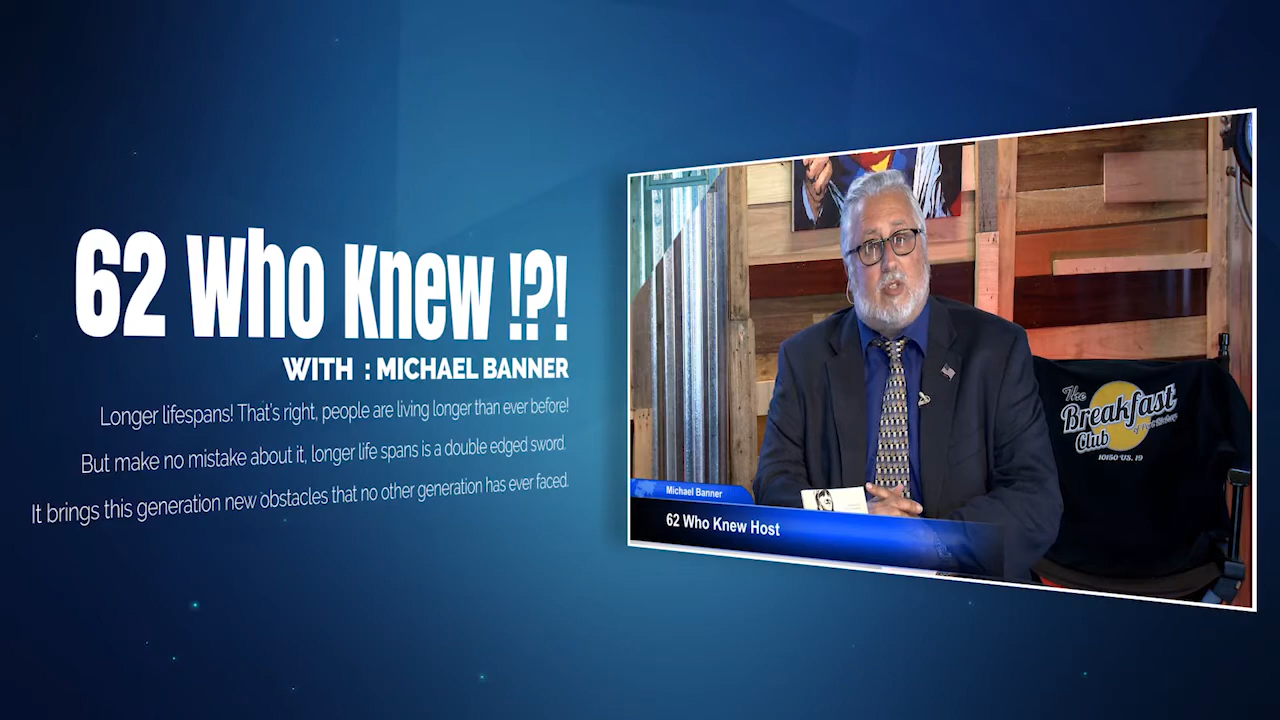 62 Who Knew !?!
WITH : MICHAEL BANNER
Longer lifespans! That's right, people are living longer than ever before!
But make no mistake about it, longer life spans is a double edged sword.
It brings this generation new obstacles that no other generation has ever faced.
Michael Banner
62 Who Knew Host
The
Breakfast
Club
10150 US. 19